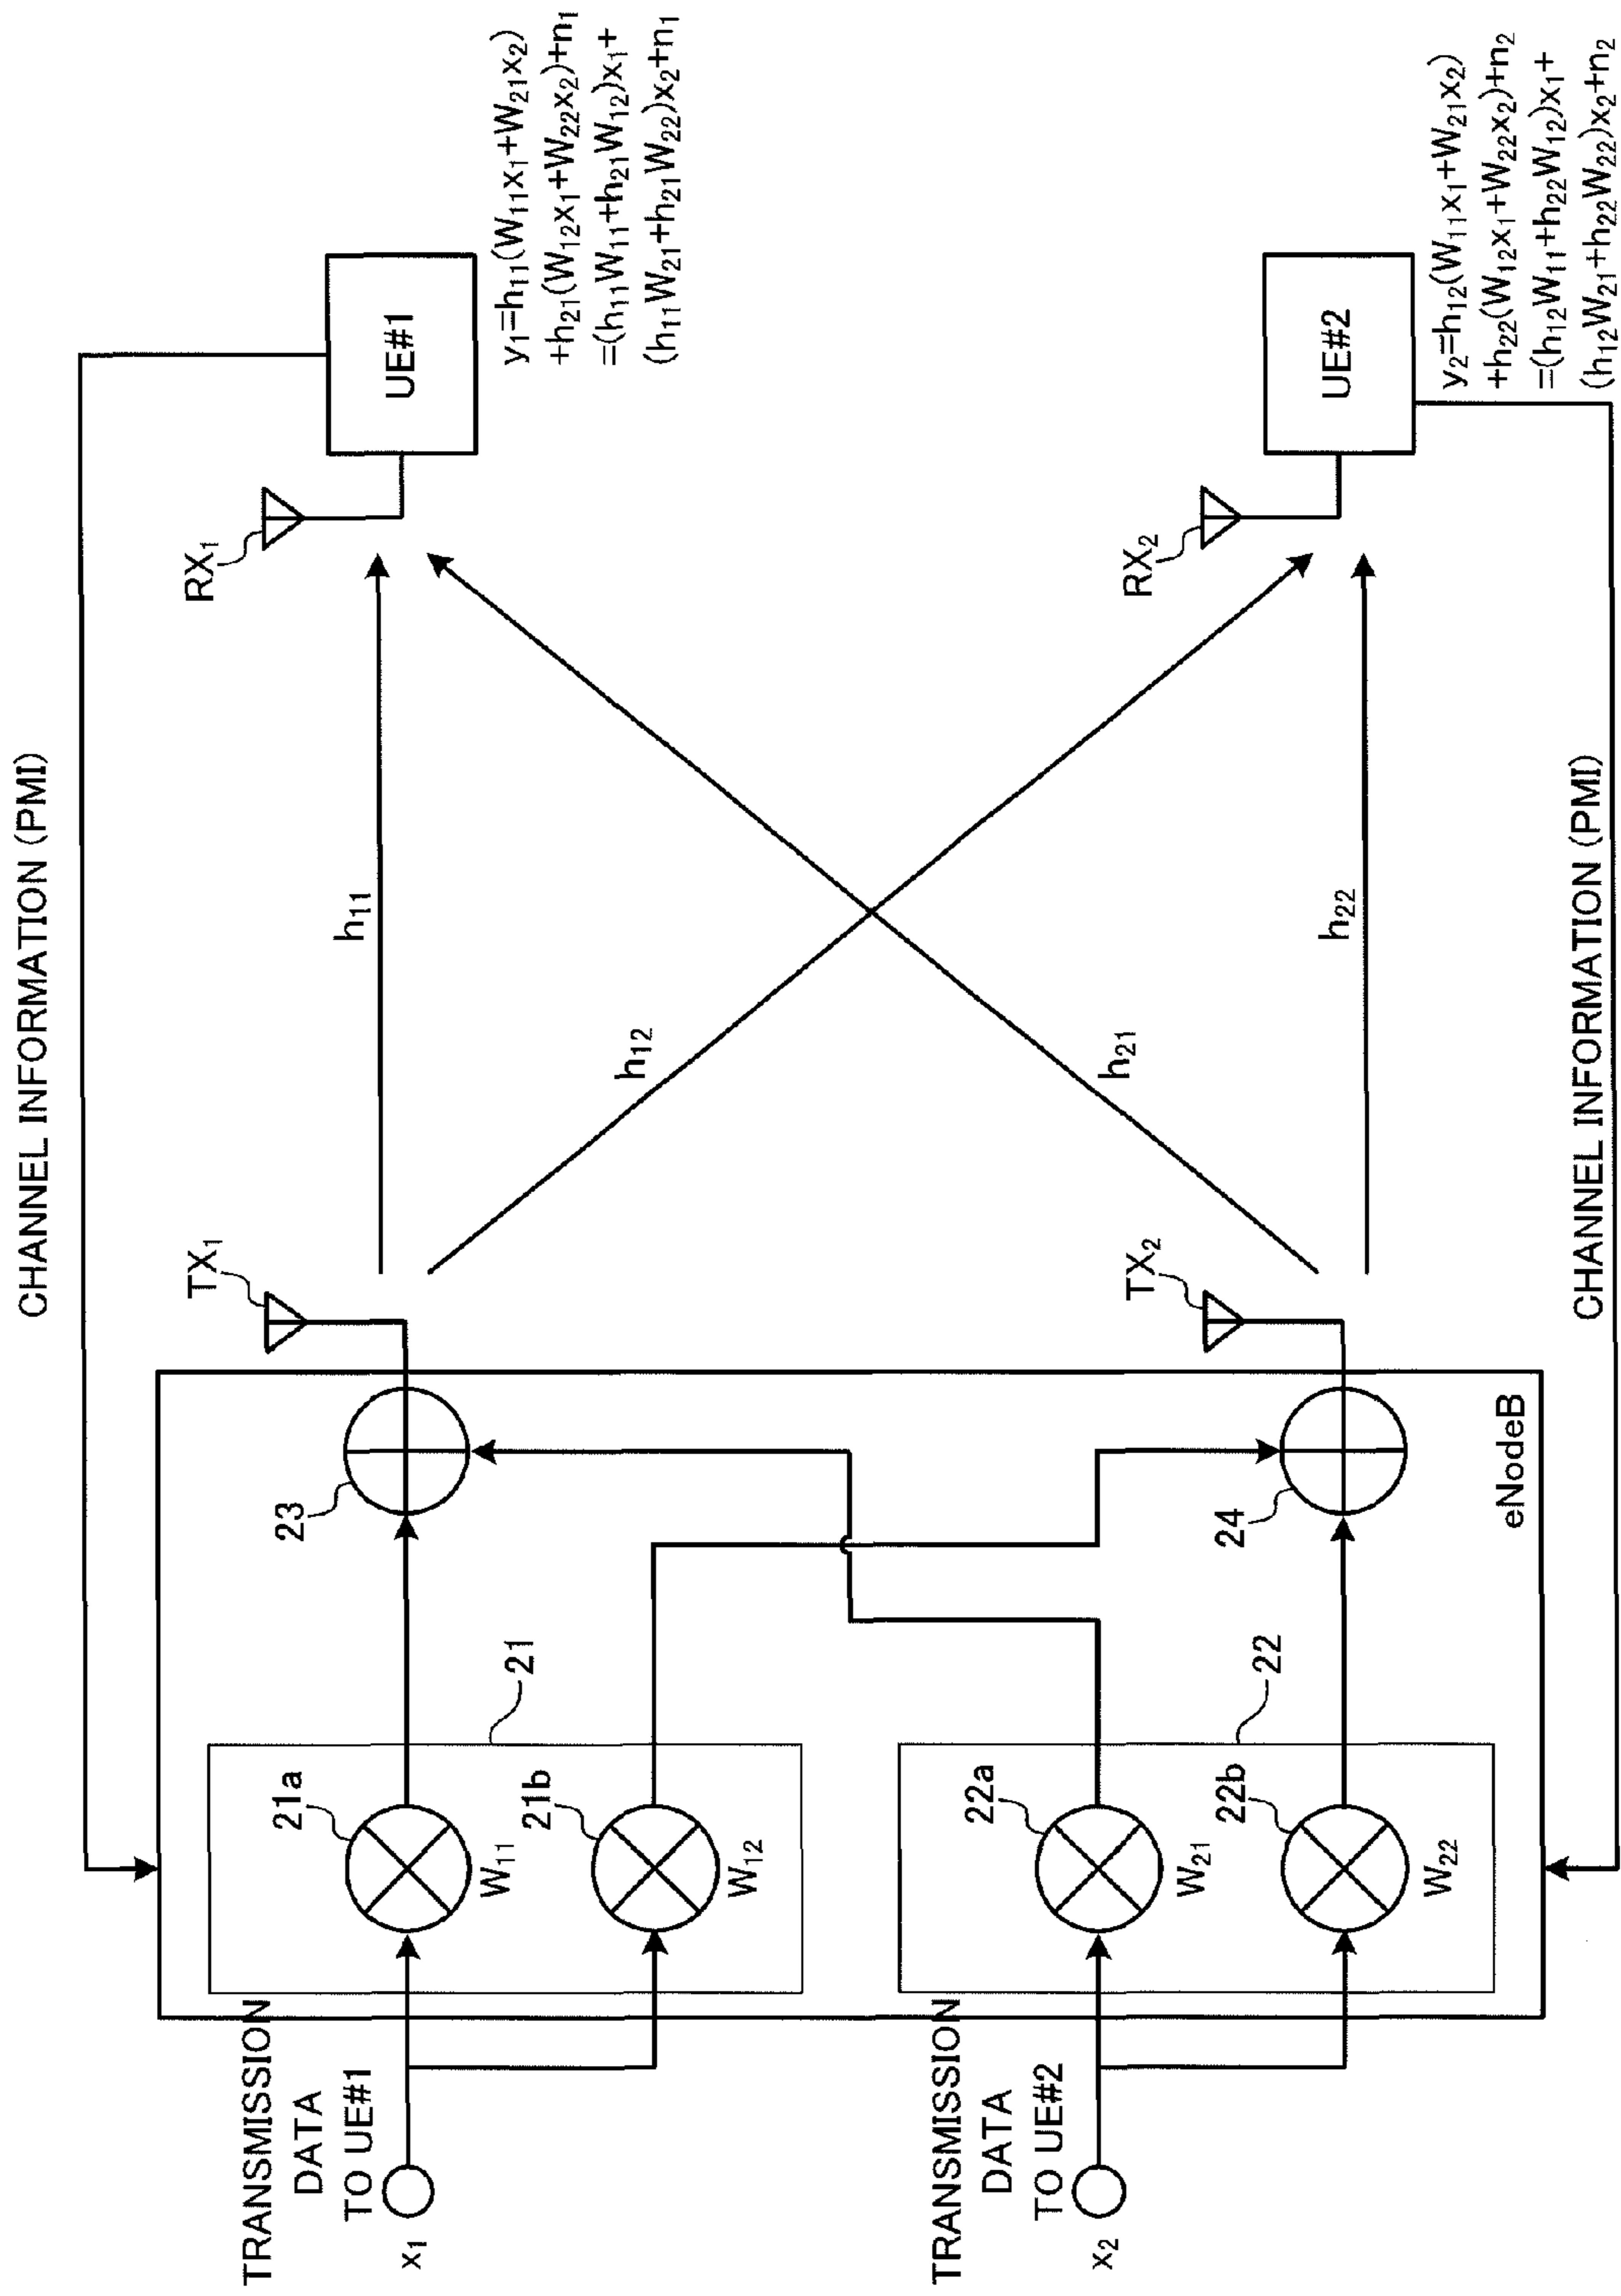 CHANNEL INFORMATION (PMI)
TRANSMISSION
DATA
TO UE#1
x₁
21a
W₁₁
21b
W₁₂
21
23
TX₁
h₁₁
h₁₂
RX₁
UE#1
y₁=h₁₁(W₁₁x₁+W₂₁x₂)
+h₂₁(W₁₂x₁+W₂₂x₂)+n₁
=(h₁₁W₁₁+h₂₁W₁₂)x₁+
(h₁₁W₂₁+h₂₁W₂₂)x₂+n₁
TRANSMISSION
DATA
TO UE#2
x₂
22a
W₂₁
22b
W₂₂
22
24
eNodeB
TX₂
h₂₁
h₂₂
RX₂
UE#2
y₂=h₁₂(W₁₁x₁+W₂₁x₂)
+h₂₂(W₁₂x₁+W₂₂x₂)+n₂
=(h₁₂W₁₁+h₂₂W₁₂)x₁+
(h₁₂W₂₁+h₂₂W₂₂)x₂+n₂
CHANNEL INFORMATION (PMI)